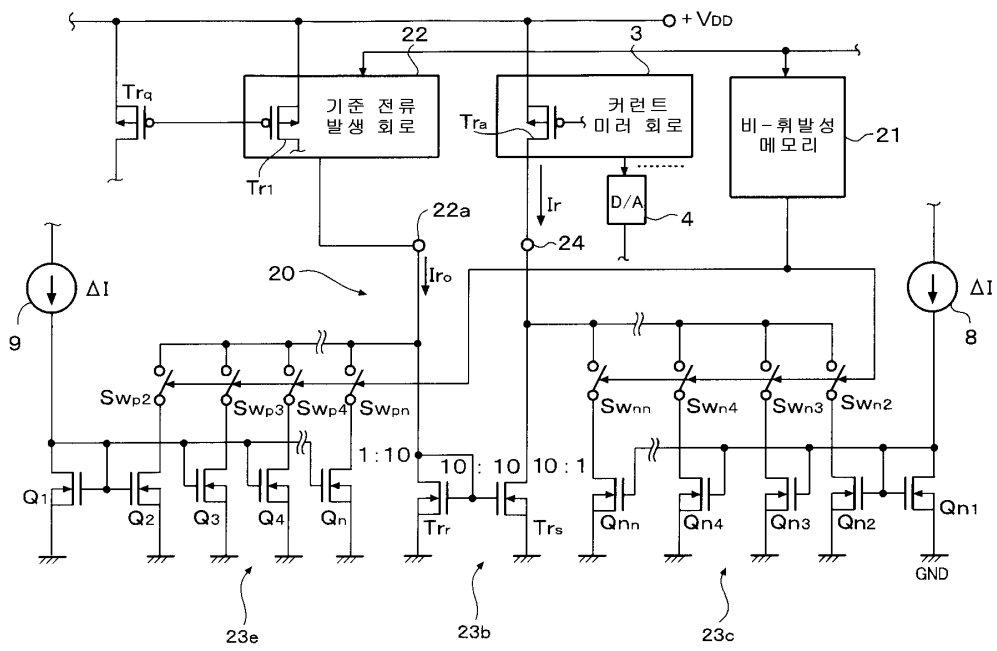 +VDD
22
3
Trq
기준 전류
발생 회로
Tr1
커런트
미러 회로
Tra
비-휘발성
메모리
21
Ir
D/A
4
22a
24
8
20
Iro
ΔI
9
ΔI
Swp2
Swp3
Swp4
Swpn
Swnn
Swn4
Swn3
Swn2
1:10
10:10
10:1
Q1
Q2
Q3
Q4
Qn
Trr
Trs
Qnn
Qn4
Qn3
Qn2
Qn1
GND
23e
23b
23c